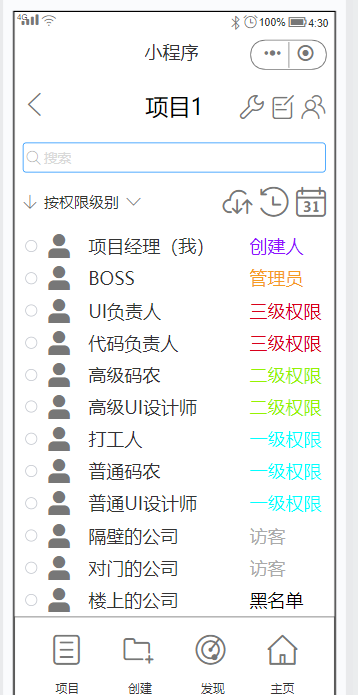 4G 100% 4:30
小程序
项目1
搜索
按权限级别 31
项目经理（我） 创建人
BOSS 管理员
UI负责人 三级权限
代码负责人 三级权限
高级码农 二级权限
高级UI设计师 二级权限
打工人 一级权限
普通码农 一级权限
普通UI设计师 一级权限
隔壁的公司 访客
对门的公司 访客
楼上的公司 黑名单
项目 创建 发现 主页